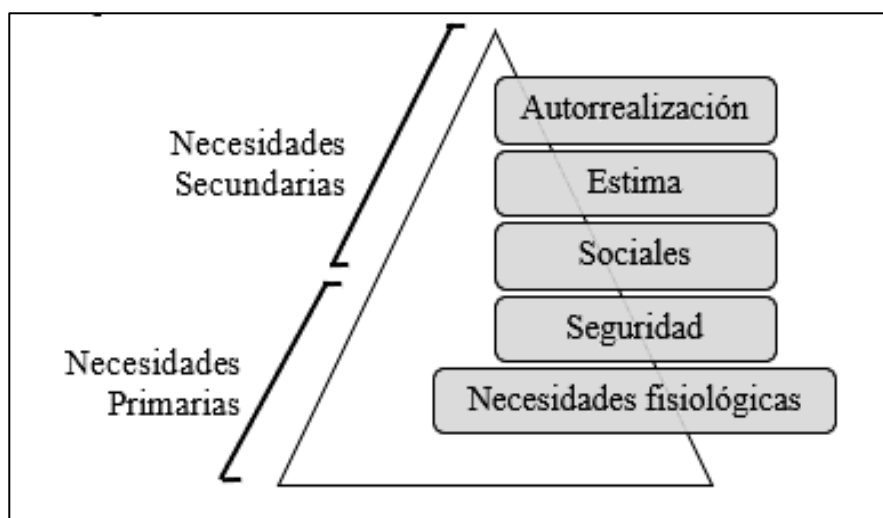 Necesidades
Secundarias
Autorrealización
Estima
Sociales
Necesidades
Primarias
Seguridad
Necesidades fisiológicas